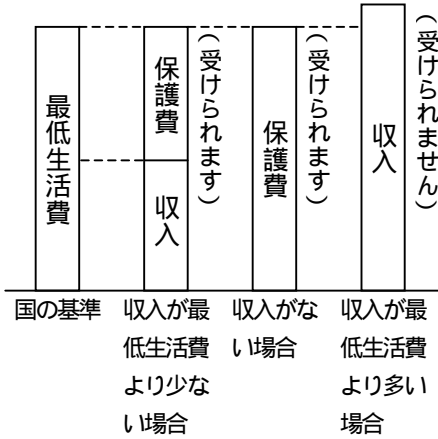 最低生活費
保護費
収入
（受けられます）
保護費
（受けられます）
収入
（受けられません）
国の基準
収入が最
低生活費
より少な
い場合
収入がな
い場合
収入が最
低生活費
より多い
場合